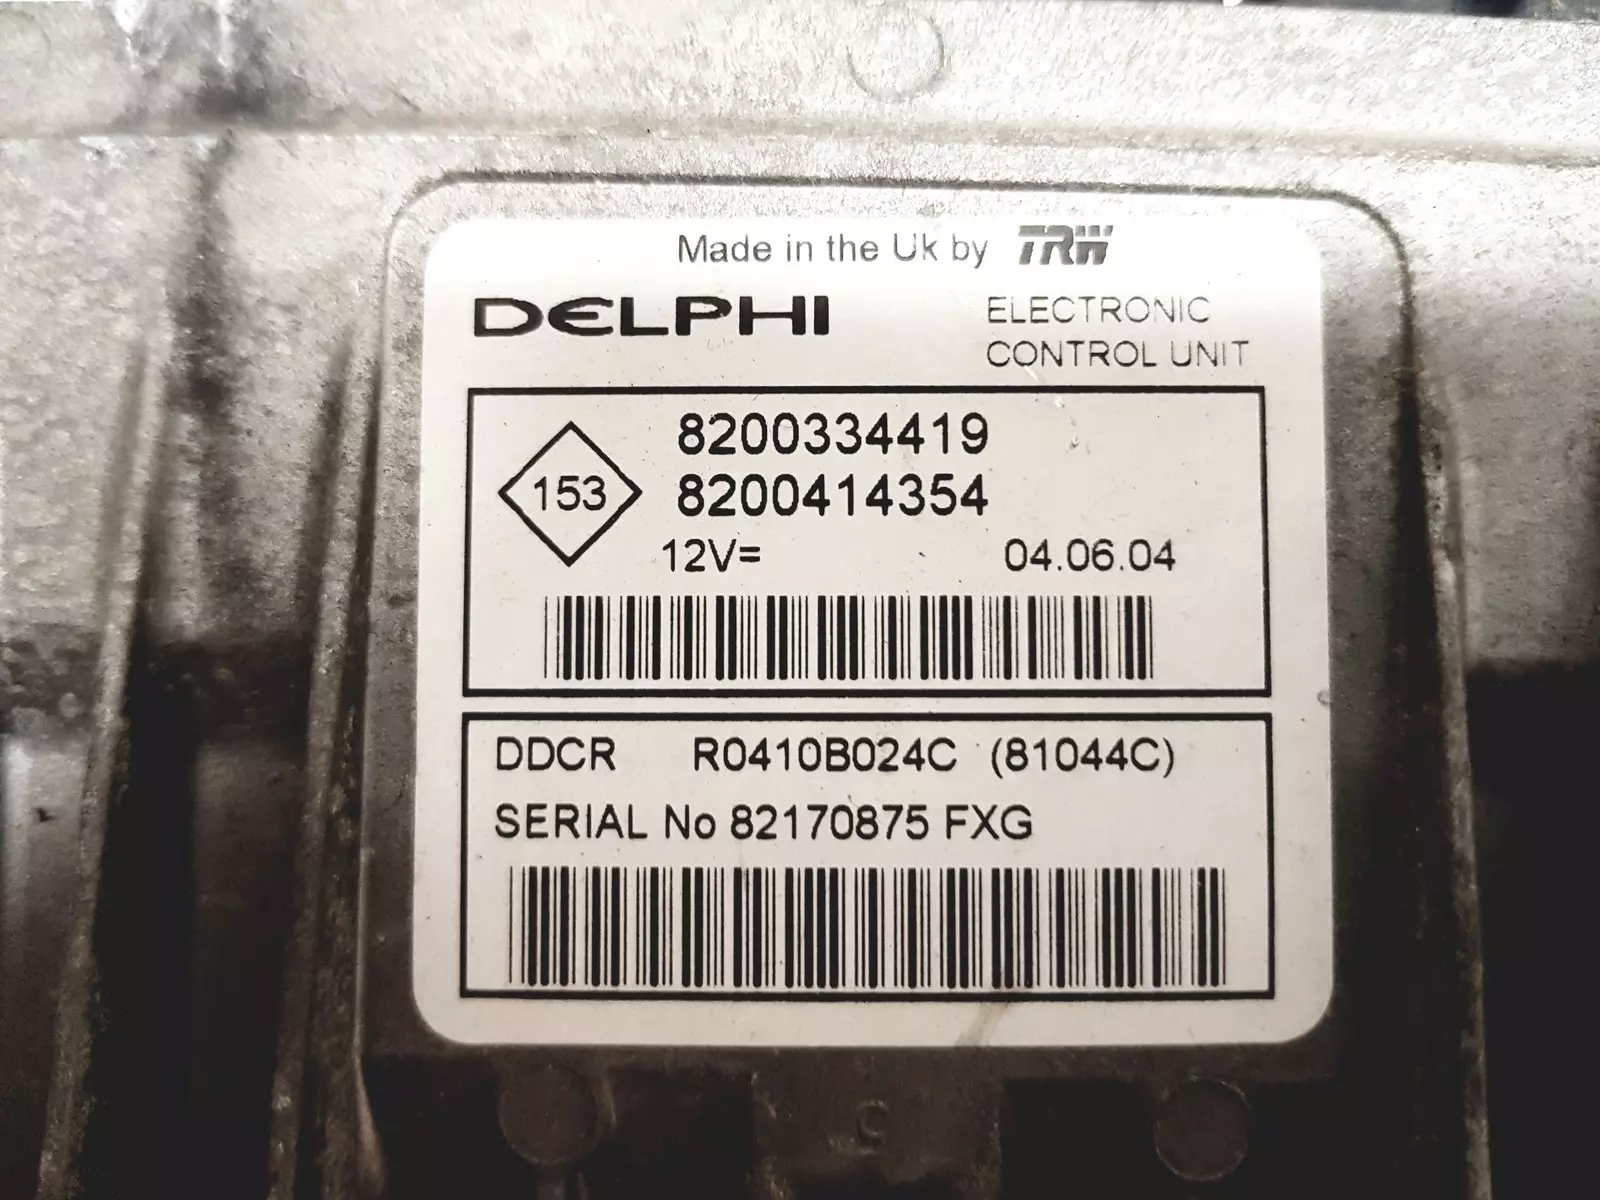 Made in the Uk by TRW
DELPHI
ELECTRONIC
CONTROL UNIT
153
8200334419
8200414354
12V=
04.06.04
DDCR R0410B024C (81044C)
SERIAL No 82170875 FXG